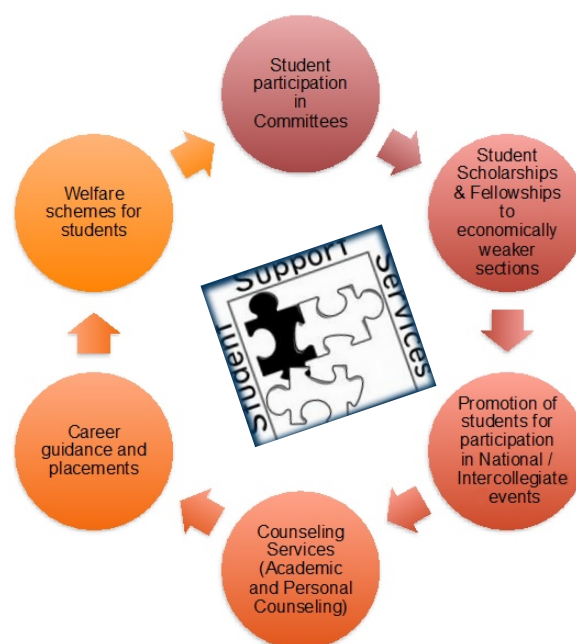 Student
participation
in
Committees
Student
Scholarships
& Fellowships
to
economically
weaker
sections
Promotion of
students for
participation
in National /
Intercollegiate
events
Counseling
Services
(Academic
and Personal
Counseling)
Career
guidance and
placements
Welfare
schemes for
students
Student
Support
Services